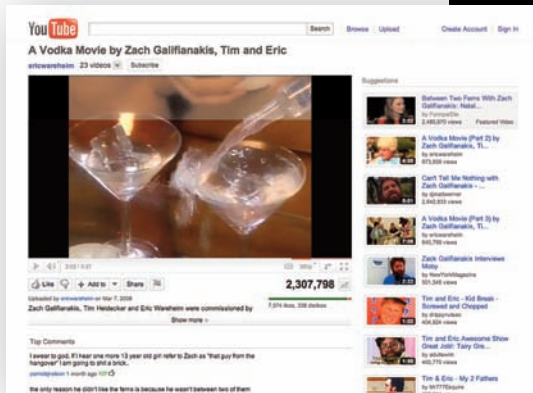 YouTube
Search
Browse
Upload
Create Account
Sign In
A Vodka Movie by Zach Galifianakis, Tim and Eric
ericwareheim 23 videos Subscribe
2,307,798
Like
Add to
Share
Uploaded by ericwareheim on Mar 7, 2008
Zach Galifianakis, Tim Heidecker and Eric Wareheim were commissioned by
Show more
Top Comments
I swear to god, if I hear one more 13 year old girl refer to Zach as "that guy from the
hangover" I am going to shit a brick..
the only reason he didn't like the ferns is because he wasn't between two of them
Suggestions
Between Two Ferns With Zach
Galifianakis: Natal...
by FunnyorDie
Featured Video
A Vodka Movie (Part 2) by
Zach Galifianakis, Ti...
by ericwareheim
Can't Tell Me Nothing with
Zach Galifianakis - ...
A Vodka Movie (Part 3) by
Zach Galifianakis, Ti...
by ericwareheim
Zach Galifianakis Interviews
Moby
by NewYorkMagazine
Tim and Eric - Kid Break -
Screwed and Chopped
Tim and Eric Awesome Show
Great Job!: Tairy Gre...
by adultswim
Tim & Eric - My 2 Fathers